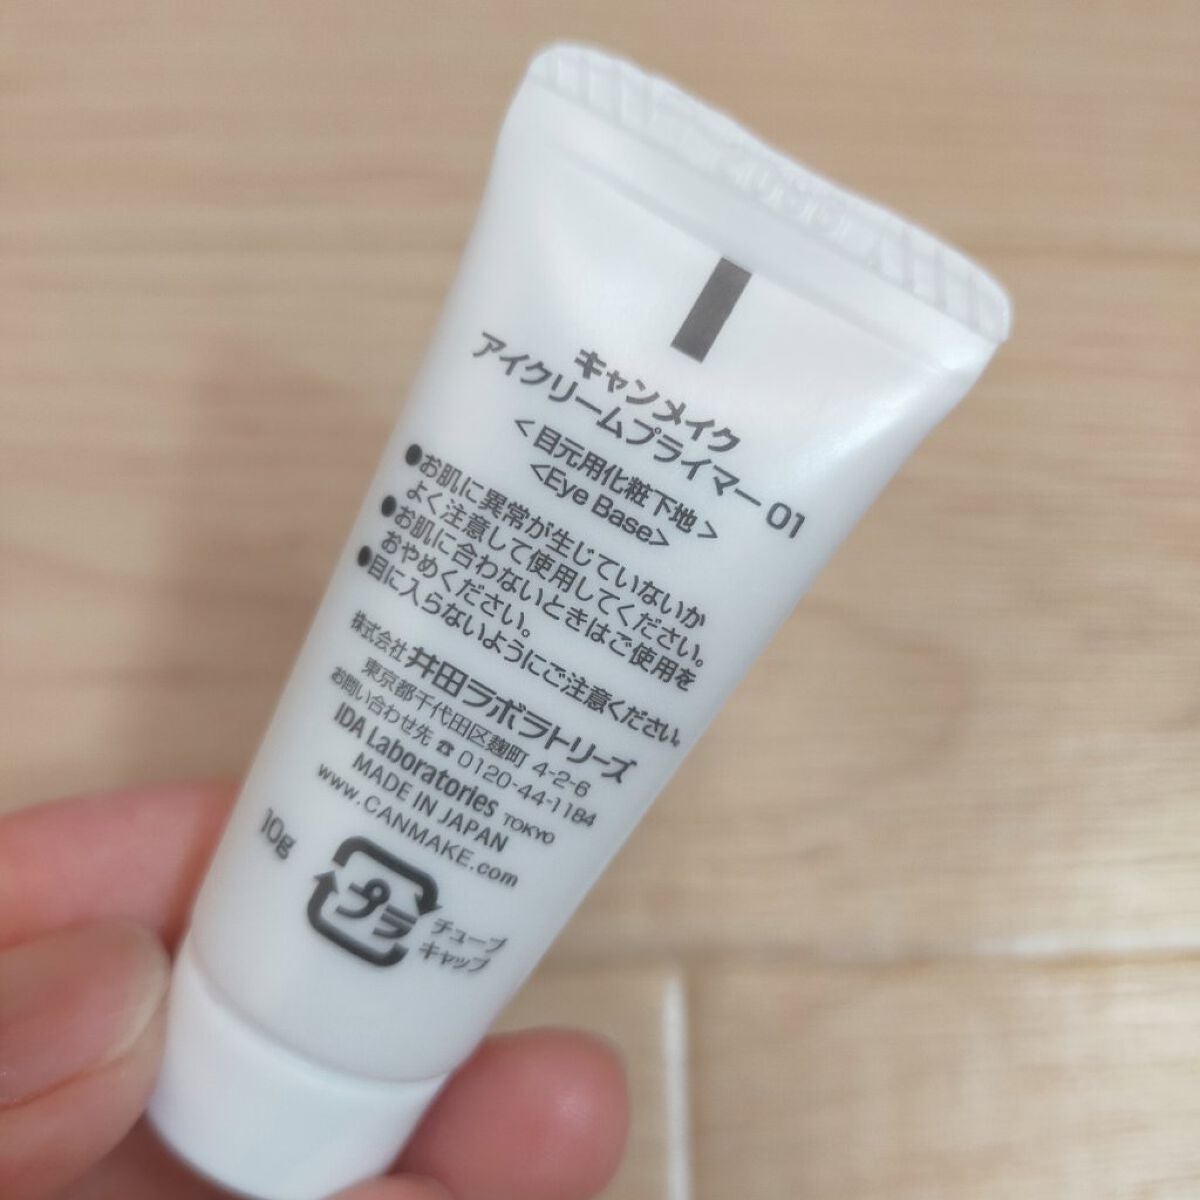 キャンメイク
アイクリームプライマー 01
<目元用化粧下地>
<Eye Base>
●お肌に異常が生じていないか
よく注意して使用してください。
●お肌に合わないときはご使用を
おやめください。
●目に入らないようにご注意ください。
株式会社 井田ラボラトリーズ
東京都千代田区麹町 4-2-6
お問い合わせ先 ☎ 0120-44-1184
IDA Laboratories TOKYO
MADE IN JAPAN
www.CANMAKE.com
10g
プラ
チューブ
キャップ